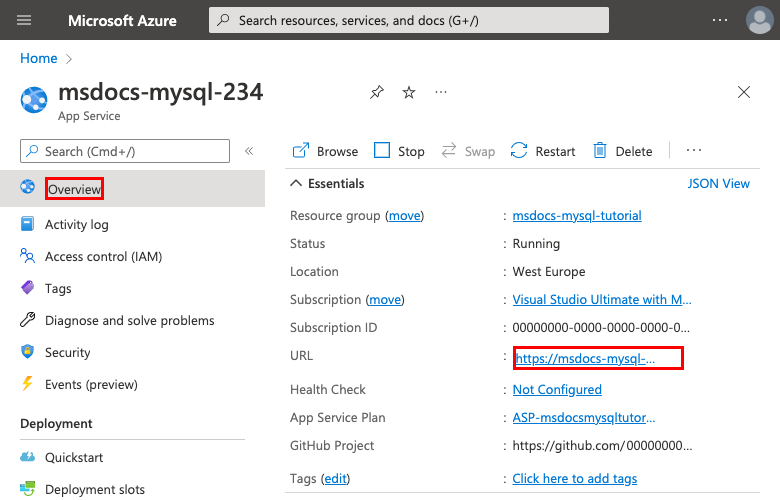 Microsoft Azure
Search resources, services, and docs (G+/)
···
Home
msdocs-mysql-234
···
App Service
Search (Cmd+/)
«
Browse
Stop
Swap
Restart
Delete
···
Overview
Essentials
JSON View
Activity log
Resource group (move) : msdocs-mysql-tutorial
Status : Running
Access control (IAM)
Location : West Europe
Tags
Subscription (move) : Visual Studio Ultimate with M...
Diagnose and solve problems
Subscription ID : 00000000-0000-0000-0000-0...
Security
URL : https://msdocs-mysql-...
Events (preview)
Health Check : Not Configured
Deployment
App Service Plan : ASP-msdocsmysqltutor...
GitHub Project : https://github.com/00000000...
Quickstart
Tags (edit) : Click here to add tags
Deployment slots